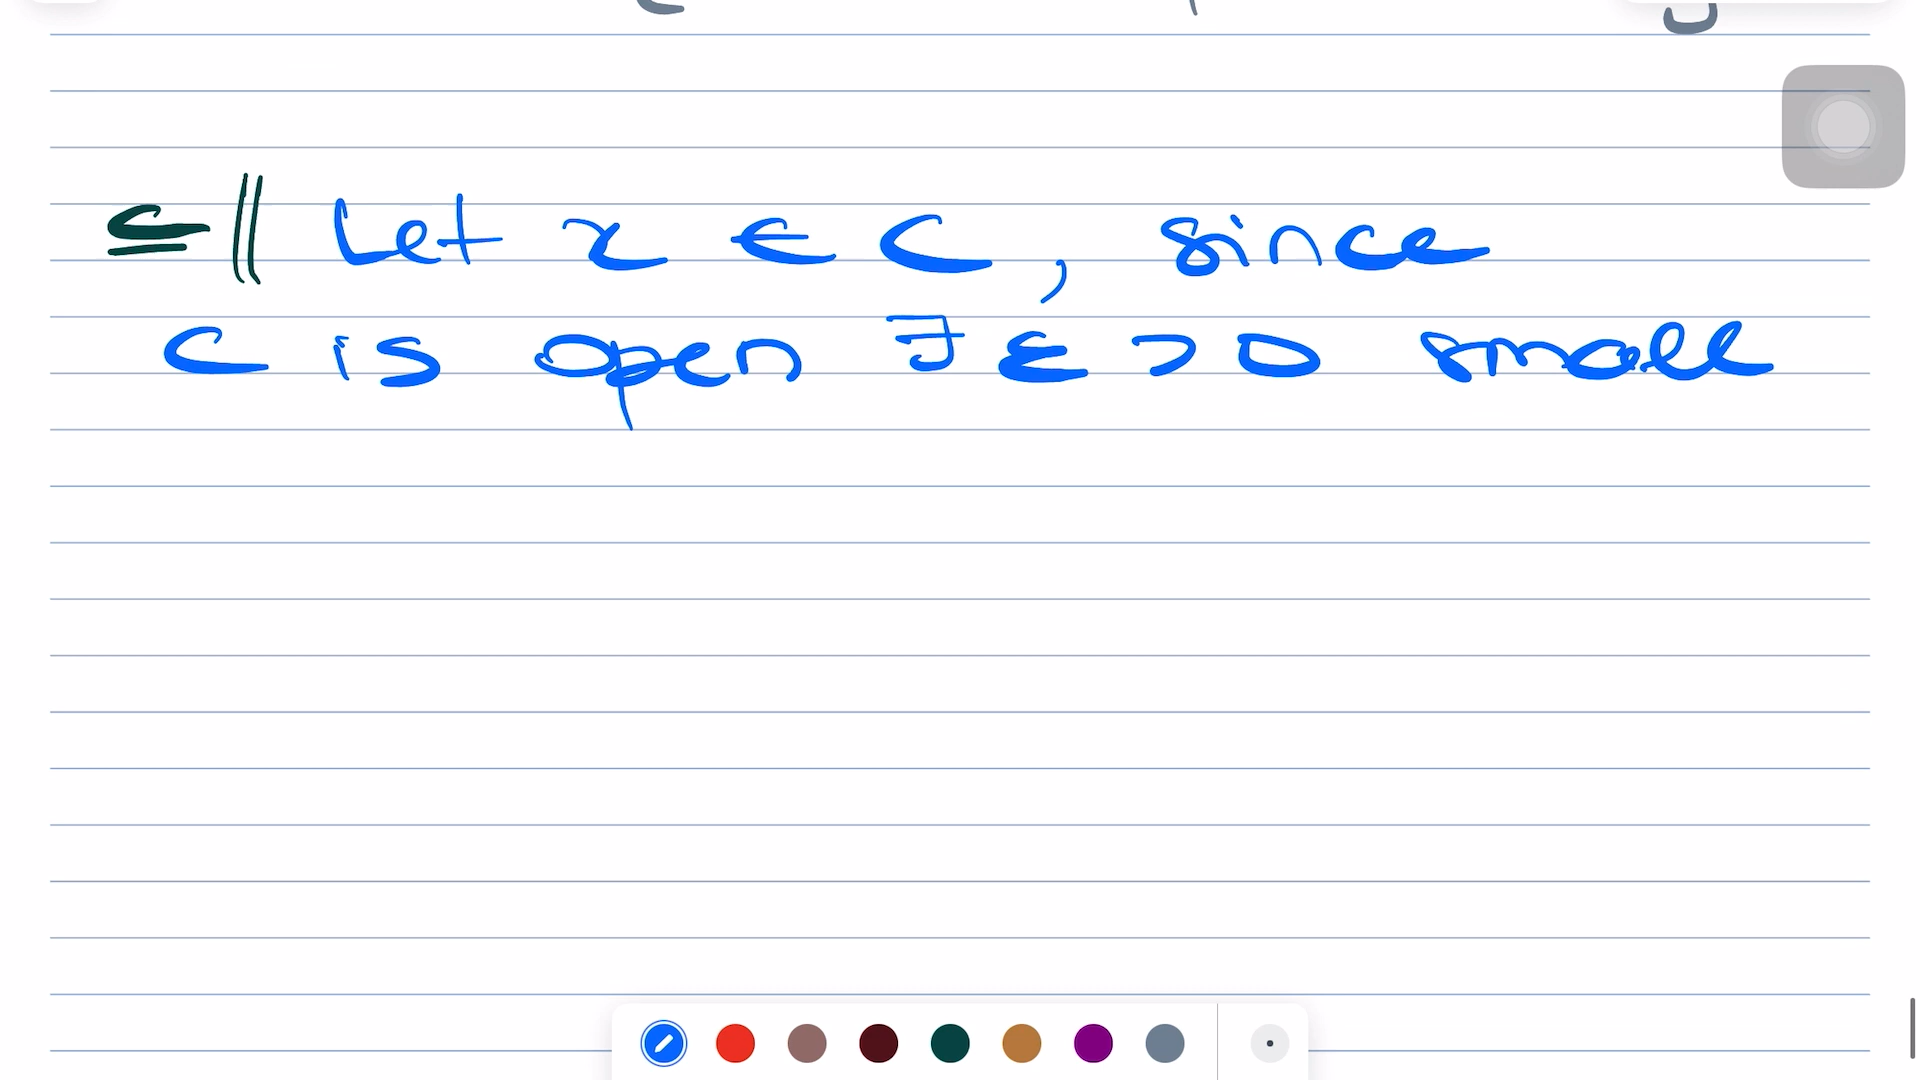 ⊆ || Let x ∈ C, since
C is open ∃ ε > 0 small